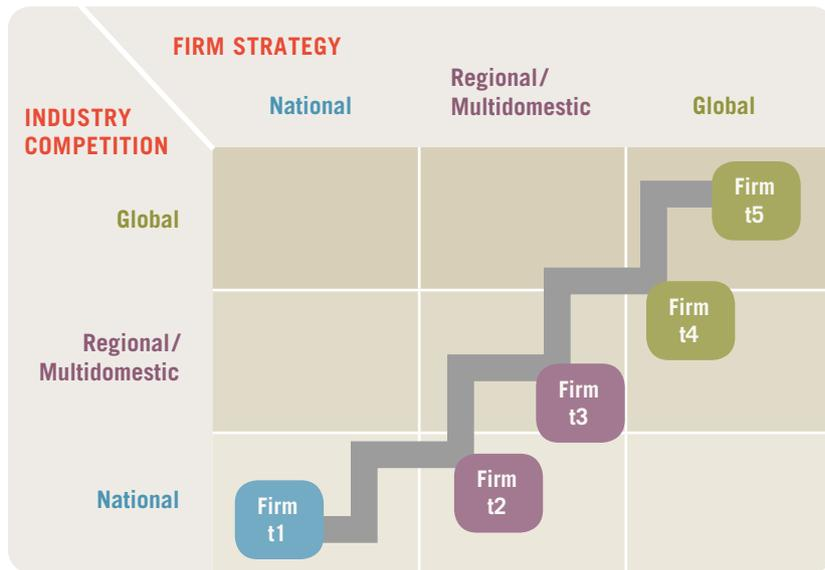 FIRM STRATEGY
Regional/
Multidomestic
National
Global
INDUSTRY
COMPETITION
Global
Firm
t5
Firm
t4
Regional/
Multidomestic
Firm
t3
National
Firm
t2
Firm
t1